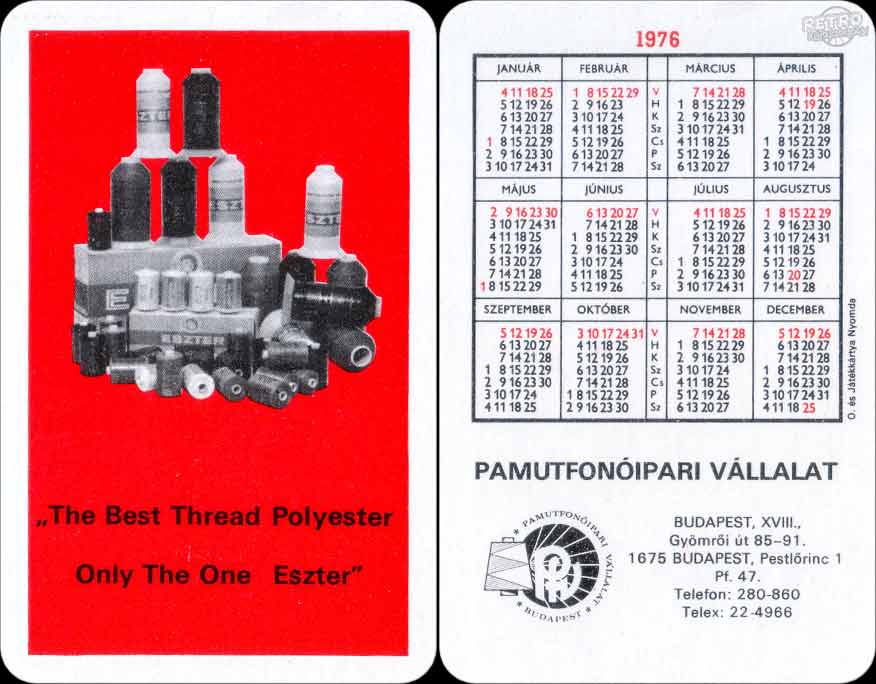 ESZTER
ESZTER
E
ESZTER
„The Best Thread Polyester
Only The One Eszter”
RETRO
1976
JANUÁR FEBRUÁR MÁRCIUS ÁPRILIS
4 11 18 25 1 8 15 22 29 V 7 14 21 28 4 11 18 25
5 12 19 26 2 9 16 23 H 1 8 15 22 29 5 12 19 26
6 13 20 27 3 10 17 24 K 2 9 16 23 30 6 13 20 27
7 14 21 28 4 11 18 25 Sz 3 10 17 24 31 7 14 21 28
1 8 15 22 29 5 12 19 26 Cs 4 11 18 25 1 8 15 22 29
2 9 16 23 30 6 13 20 27 P 5 12 19 26 2 9 16 23 30
3 10 17 24 31 7 14 21 28 Sz 6 13 20 27 3 10 17 24
MÁJUS JÚNIUS JÚLIUS AUGUSZTUS
2 9 16 23 30 6 13 20 27 V 4 11 18 25 1 8 15 22 29
3 10 17 24 31 7 14 21 28 H 5 12 19 26 2 9 16 23 30
4 11 18 25 1 8 15 22 29 K 6 13 20 27 3 10 17 24 31
5 12 19 26 2 9 16 23 30 Sz 7 14 21 28 4 11 18 25
6 13 20 27 3 10 17 24 Cs 1 8 15 22 29 5 12 19 26
7 14 21 28 4 11 18 25 P 2 9 16 23 30 6 13 20 27
1 8 15 22 29 5 12 19 26 Sz 3 10 17 24 31 7 14 21 28
SZEPTEMBER OKTÓBER NOVEMBER DECEMBER
5 12 19 26 3 10 17 24 31 V 7 14 21 28 5 12 19 26
6 13 20 27 4 11 18 25 H 1 8 15 22 29 6 13 20 27
7 14 21 28 5 12 19 26 K 2 9 16 23 30 7 14 21 28
1 8 15 22 29 6 13 20 27 Sz 3 10 17 24 1 8 15 22 29
2 9 16 23 30 7 14 21 28 Cs 4 11 18 25 2 9 16 23 30
3 10 17 24 1 8 15 22 29 P 5 12 19 26 3 10 17 24 31
4 11 18 25 2 9 16 23 30 Sz 6 13 20 27 4 11 18 25
O. és Játékkártya Nyomda
PAMUTFONÓIPARI VÁLLALAT
PAMUTFONÓIPARI VÁLLALAT
BUDAPEST
BUDAPEST, XVIII.,
Gyömrői út 85–91.
1675 BUDAPEST, Pestlőrinc 1
Pf. 47.
Telefon: 280-860
Telex: 22-4966